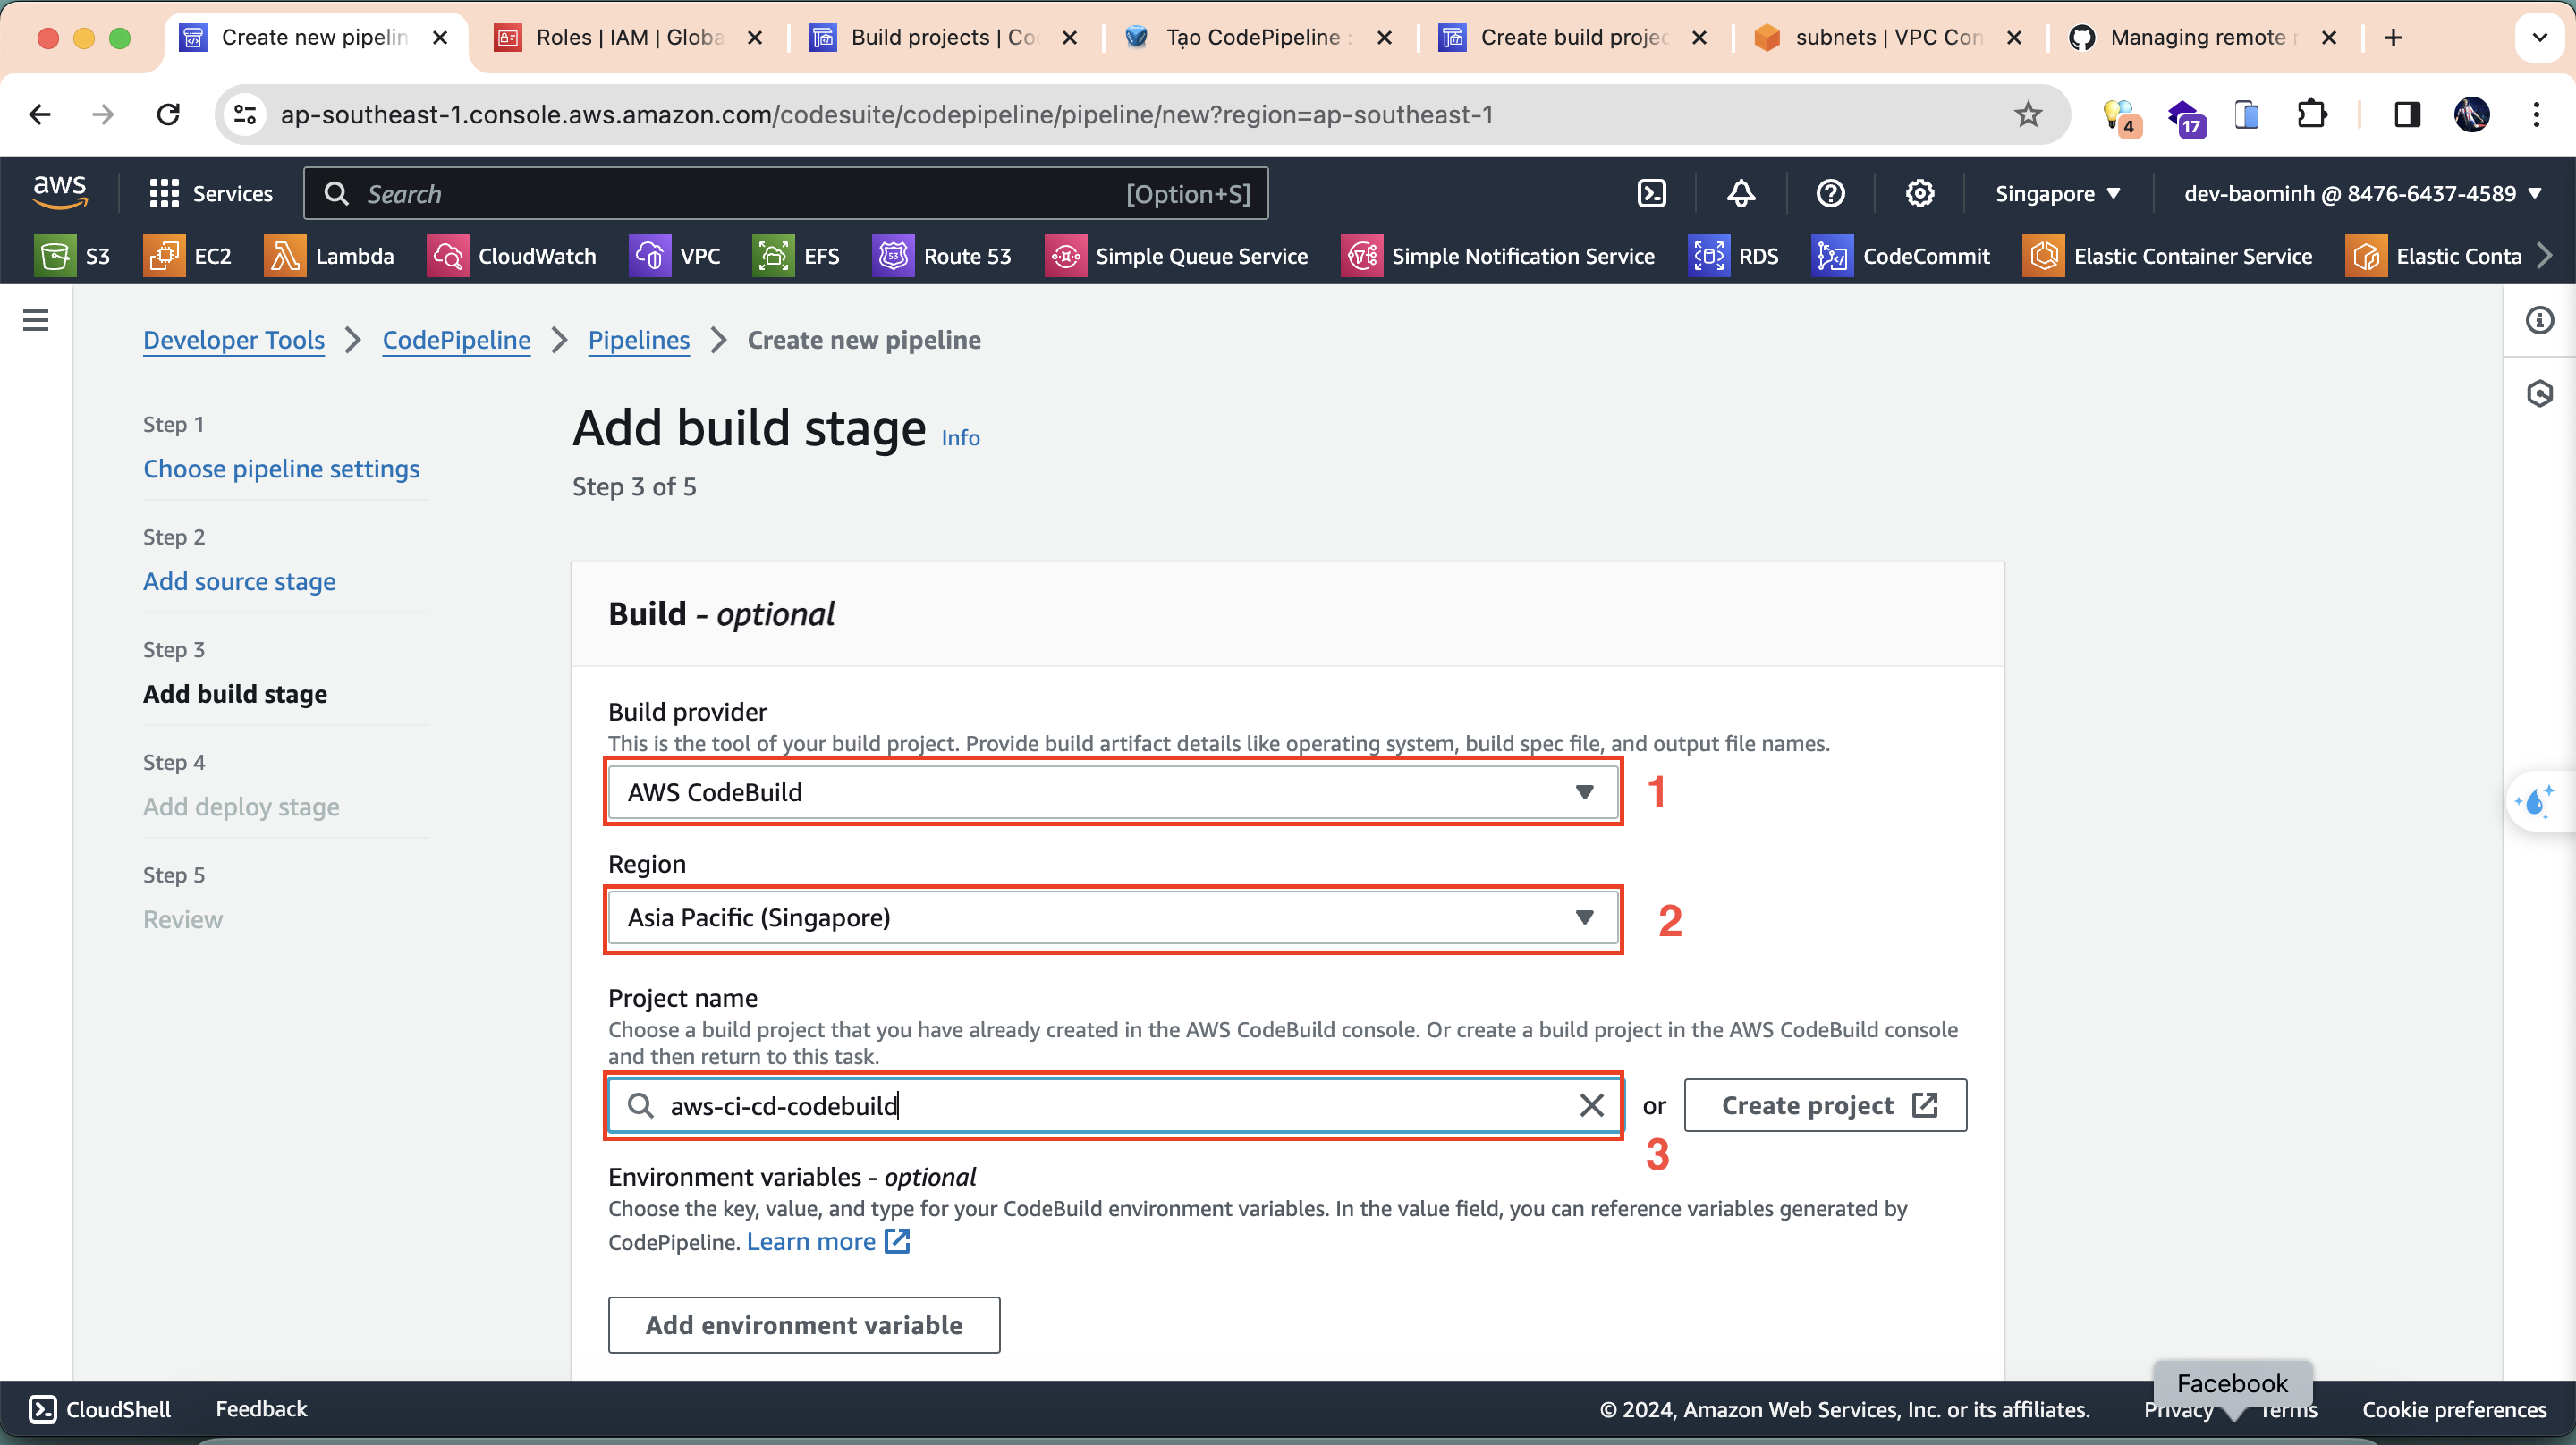 Create new pipelin
Roles | IAM | Globa
Build projects | Co
Tạo CodePipeline :
Create build projec
subnets | VPC Con
Managing remote r
ap-southeast-1.console.aws.amazon.com/codesuite/codepipeline/pipeline/new?region=ap-southeast-1
4
17
aws
Services
Search
[Option+S]
Singapore
dev-baominh @ 8476-6437-4589
S3
EC2
Lambda
CloudWatch
VPC
EFS
53
Route 53
Simple Queue Service
Simple Notification Service
RDS
CodeCommit
Elastic Container Service
Elastic Conta
Developer Tools
CodePipeline
Pipelines
Create new pipeline
Step 1
Choose pipeline settings
Step 2
Add source stage
Step 3
Add build stage
Step 4
Add deploy stage
Step 5
Review
Add build stage Info
Step 3 of 5
Build - optional
Build provider
This is the tool of your build project. Provide build artifact details like operating system, build spec file, and output file names.
AWS CodeBuild
1
Region
Asia Pacific (Singapore)
2
Project name
Choose a build project that you have already created in the AWS CodeBuild console. Or create a build project in the AWS CodeBuild console
and then return to this task.
aws-ci-cd-codebuild
or
Create project
3
Environment variables - optional
Choose the key, value, and type for your CodeBuild environment variables. In the value field, you can reference variables generated by
CodePipeline. Learn more
Add environment variable
CloudShell
Feedback
© 2024, Amazon Web Services, Inc. or its affiliates.
Facebook
Privacy
Terms
Cookie preferences